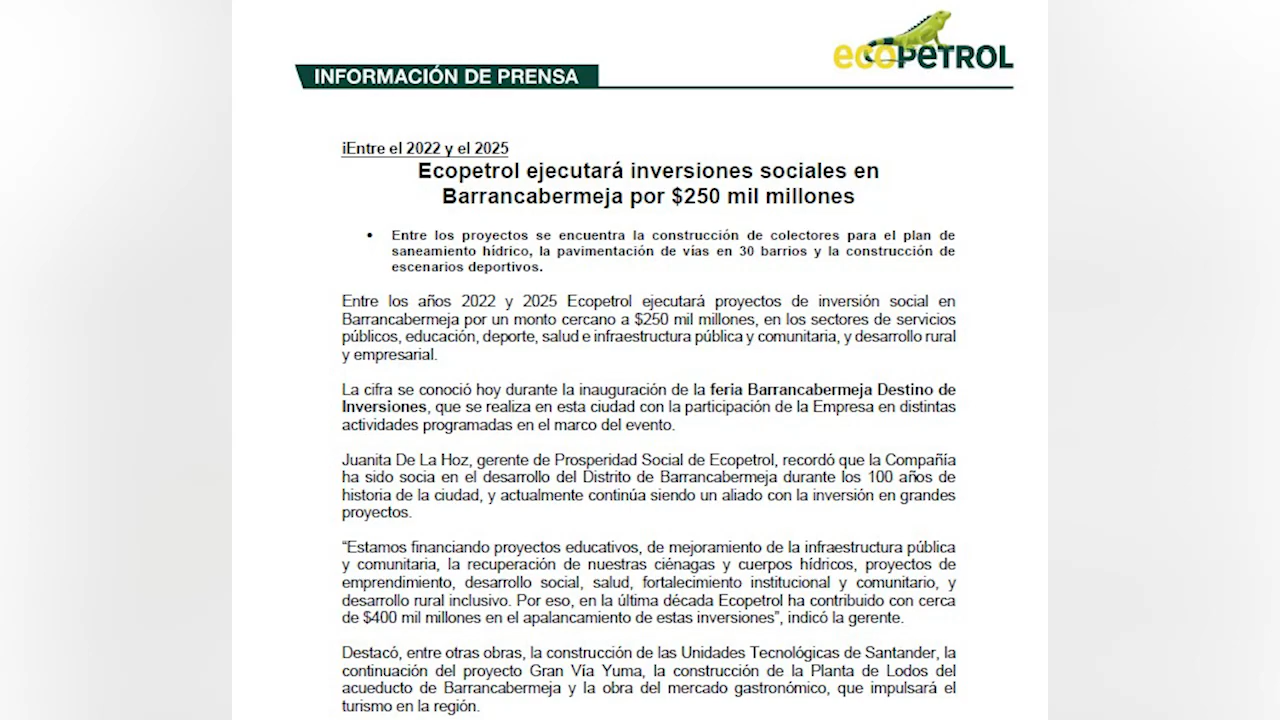 ecopetrol
INFORMACIÓN DE PRENSA
iEntre el 2022 y el 2025
Ecopetrol ejecutará inversiones sociales en
Barrancabermeja por $250 mil millones
• Entre los proyectos se encuentra la construcción de colectores para el plan de
saneamiento hídrico, la pavimentación de vías en 30 barrios y la construcción de
escenarios deportivos.
Entre los años 2022 y 2025 Ecopetrol ejecutará proyectos de inversión social en
Barrancabermeja por un monto cercano a $250 mil millones, en los sectores de servicios
públicos, educación, deporte, salud e infraestructura pública y comunitaria, y desarrollo rural
y empresarial.
La cifra se conoció hoy durante la inauguración de la feria Barrancabermeja Destino de
Inversiones, que se realiza en esta ciudad con la participación de la Empresa en distintas
actividades programadas en el marco del evento.
Juanita De La Hoz, gerente de Prosperidad Social de Ecopetrol, recordó que la Compañía
ha sido socia en el desarrollo del Distrito de Barrancabermeja durante los 100 años de
historia de la ciudad, y actualmente continúa siendo un aliado con la inversión en grandes
proyectos.
“Estamos financiando proyectos educativos, de mejoramiento de la infraestructura pública
y comunitaria, la recuperación de nuestras ciénagas y cuerpos hídricos, proyectos de
emprendimiento, desarrollo social, salud, fortalecimiento institucional y comunitario, y
desarrollo rural inclusivo. Por eso, en la última década Ecopetrol ha contribuido con cerca
de $400 mil millones en el apalancamiento de estas inversiones”, indicó la gerente.
Destacó, entre otras obras, la construcción de las Unidades Tecnológicas de Santander, la
continuación del proyecto Gran Vía Yuma, la construcción de la Planta de Lodos del
acueducto de Barrancabermeja y la obra del mercado gastronómico, que impulsará el
turismo en la región.